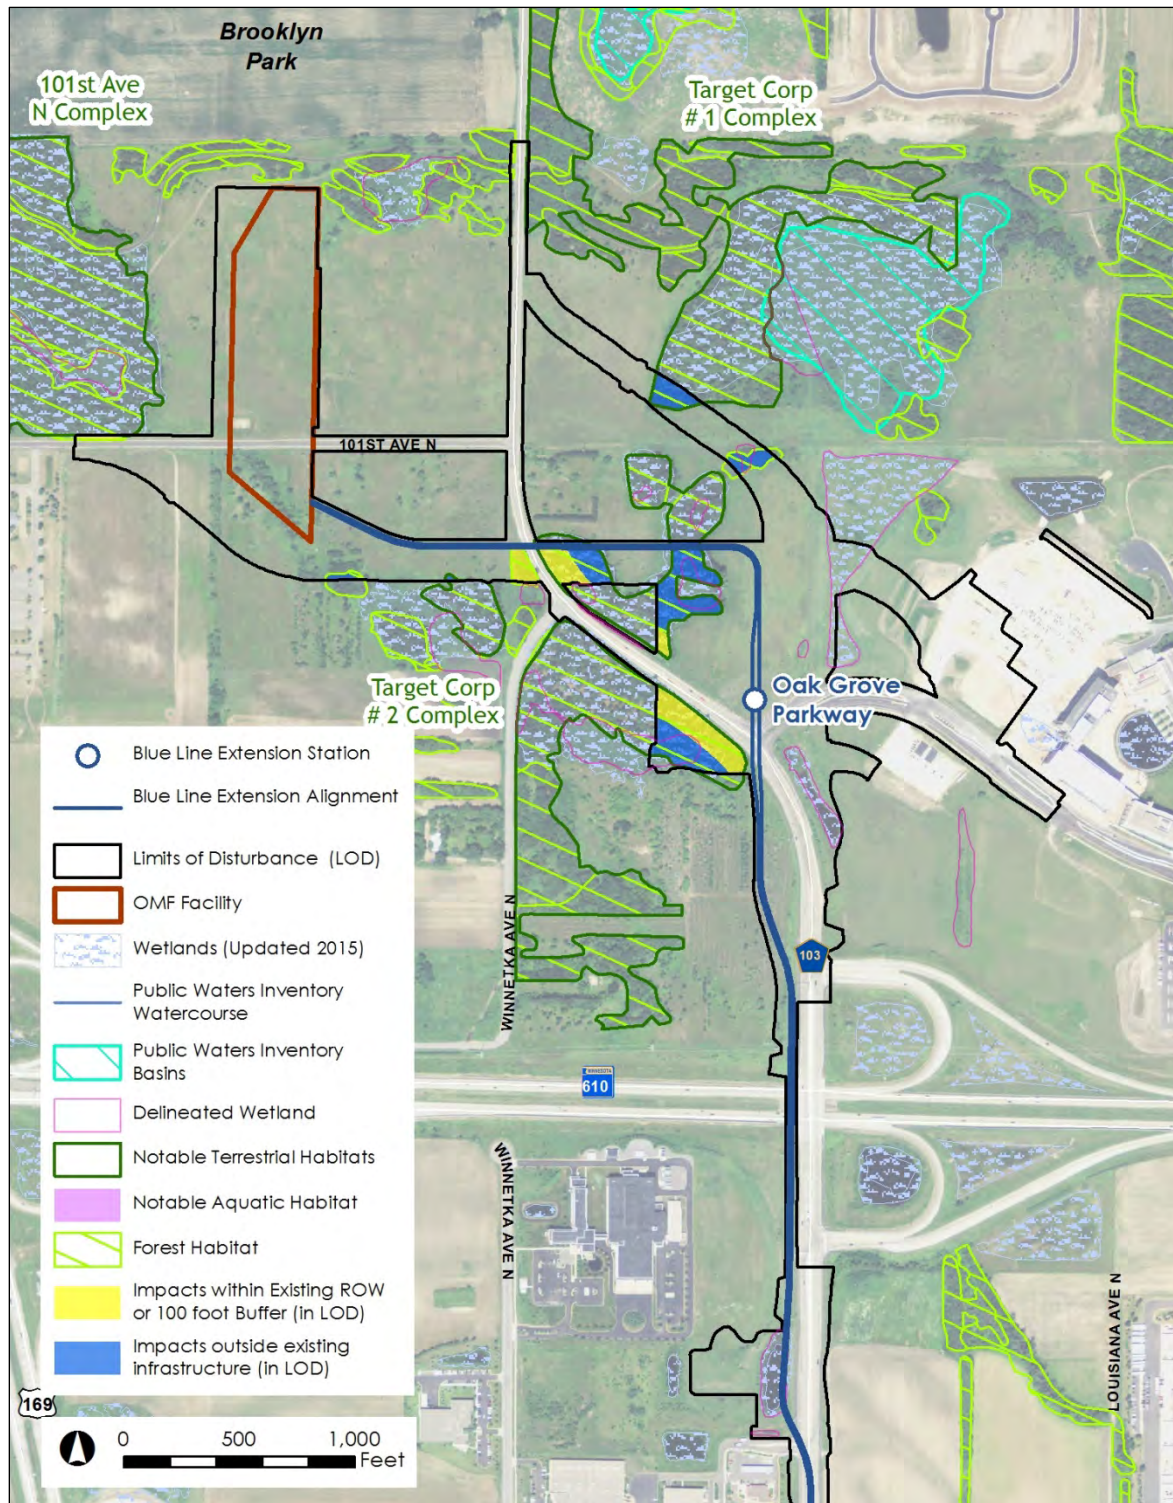 Brooklyn
Park
101st Ave
N Complex
Target Corp
# 1 Complex
101ST AVE N
Oak Grove
Parkway
Target Corp
# 2 Complex
Blue Line Extension Station
Blue Line Extension Alignment
Limits of Disturbance (LOD)
OMF Facility
Wetlands (Updated 2015)
Public Waters Inventory
Watercourse
Public Waters Inventory
Basins
Delineated Wetland
Notable Terrestrial Habitats
Notable Aquatic Habitat
Forest Habitat
Impacts within Existing ROW
or 100 foot Buffer (in LOD)
Impacts outside existing
infrastructure (in LOD)
WINNETKA AVE N
103
MINNESOTA
610
WINNETKA AVE N
LOUISIANA AVE N
169
0 500 1,000
Feet